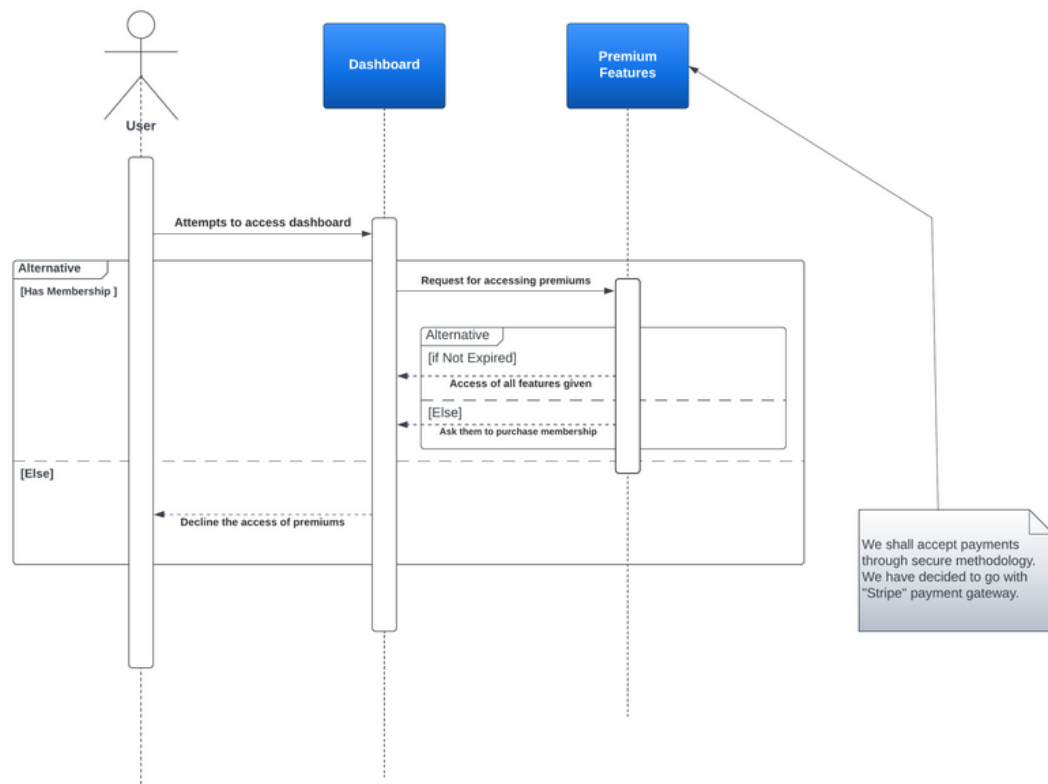 User
Dashboard
Premium
Features
Attempts to access dashboard
Alternative
[Has Membership ]
Request for accessing premiums
Alternative
[if Not Expired]
Access of all features given
[Else]
Ask them to purchase membership
[Else]
Decline the access of premiums
We shall accept payments
through secure methodology.
We have decided to go with
"Stripe" payment gateway.